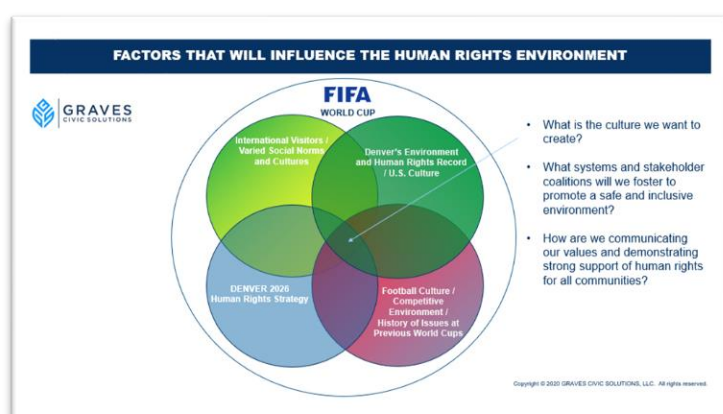 FACTORS THAT WILL INFLUENCE THE HUMAN RIGHTS ENVIRONMENT
GRAVES
CIVIC SOLUTIONS
FIFA
WORLD CUP
International Visitors /
Varied Social Norms
and Cultures
Denver's Environment
and Human Rights Record
/ U.S. Culture
DENVER 2026
Human Rights Strategy
Football Culture /
Competitive
Environment /
History of Issues at
Previous World Cups
• What is the culture we want to
create?
• What systems and stakeholder
coalitions will we foster to
promote a safe and inclusive
environment?
• How are we communicating
our values and demonstrating
strong support of human rights
for all communities?
Copyright © 2020 GRAVES CIVIC SOLUTIONS, LLC. All rights reserved.